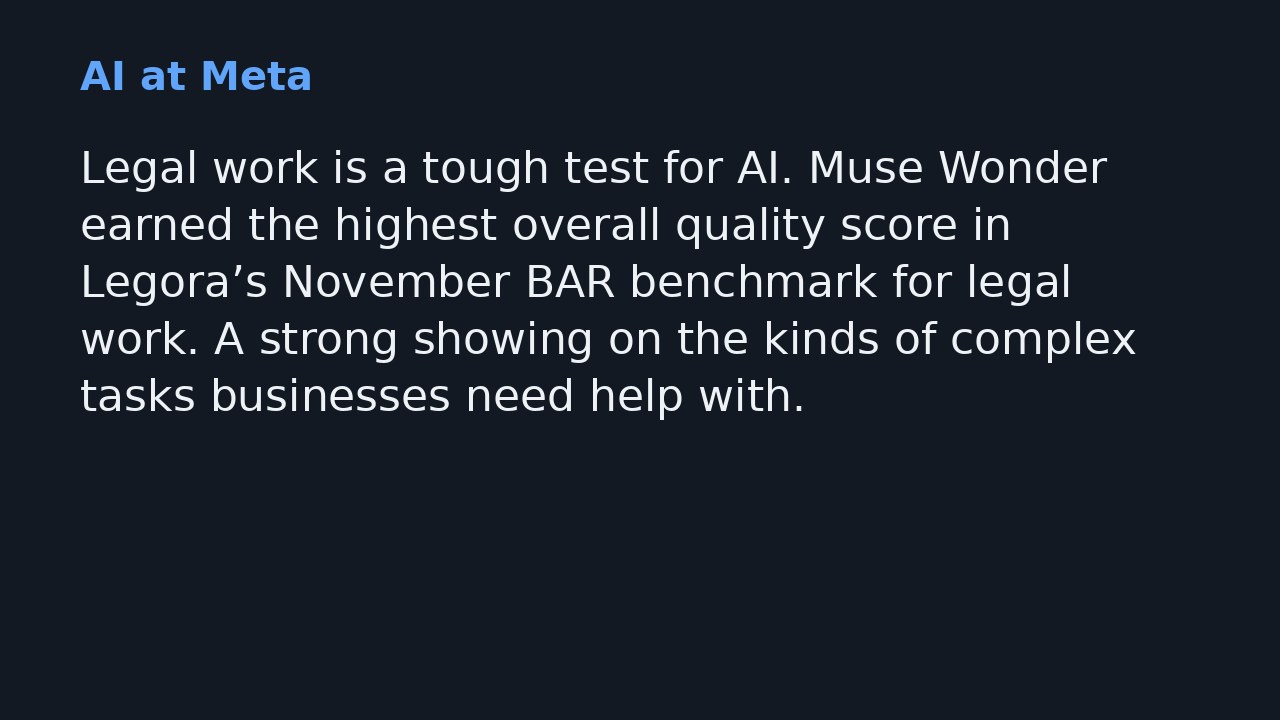 AI at Meta
Legal work is a tough test for AI. Muse Wonder
earned the highest overall quality score in
Legora’s November BAR benchmark for legal
work. A strong showing on the kinds of complex
tasks businesses need help with.